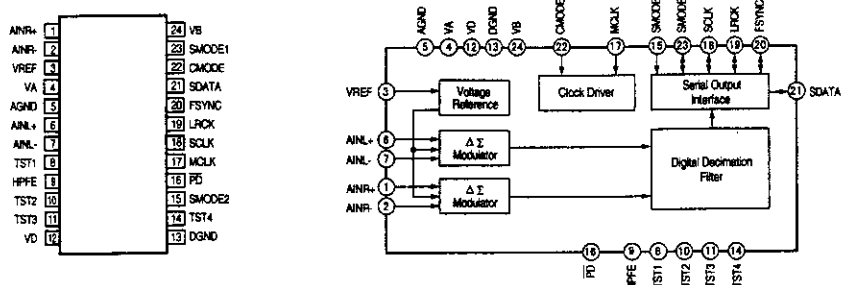 AINR+ 1
AINR- 2
VREF 3
VA 4
AGND 5
AINL+ 6
AINL- 7
TST1 8
HPFE 9
TST2 10
TST3 11
VD 12
24 VB
23 SMODE1
22 CMODE
21 SDATA
20 FSYNC
19 LRCK
18 SCLK
17 MCLK
16 PD
15 SMODE2
14 TST4
13 DGND
AGND VA VD DGND VB CMODE MCLK SMODE SMODE SCLK LRCK FSYNC
5 4 12 13 24 22 17 15 23 18 19 20
VREF 3
Voltage
Reference
Clock Driver
Serial Output
Interface
21 SDATA
AINL+ 6
AINL- 7
Δ Σ
Modulator
AINR+ 1
AINR- 2
Δ Σ
Modulator
Digital Decimation
Filter
16 9 8 10 11 14
PD HPFE TST1 TST2 TST3 TST4